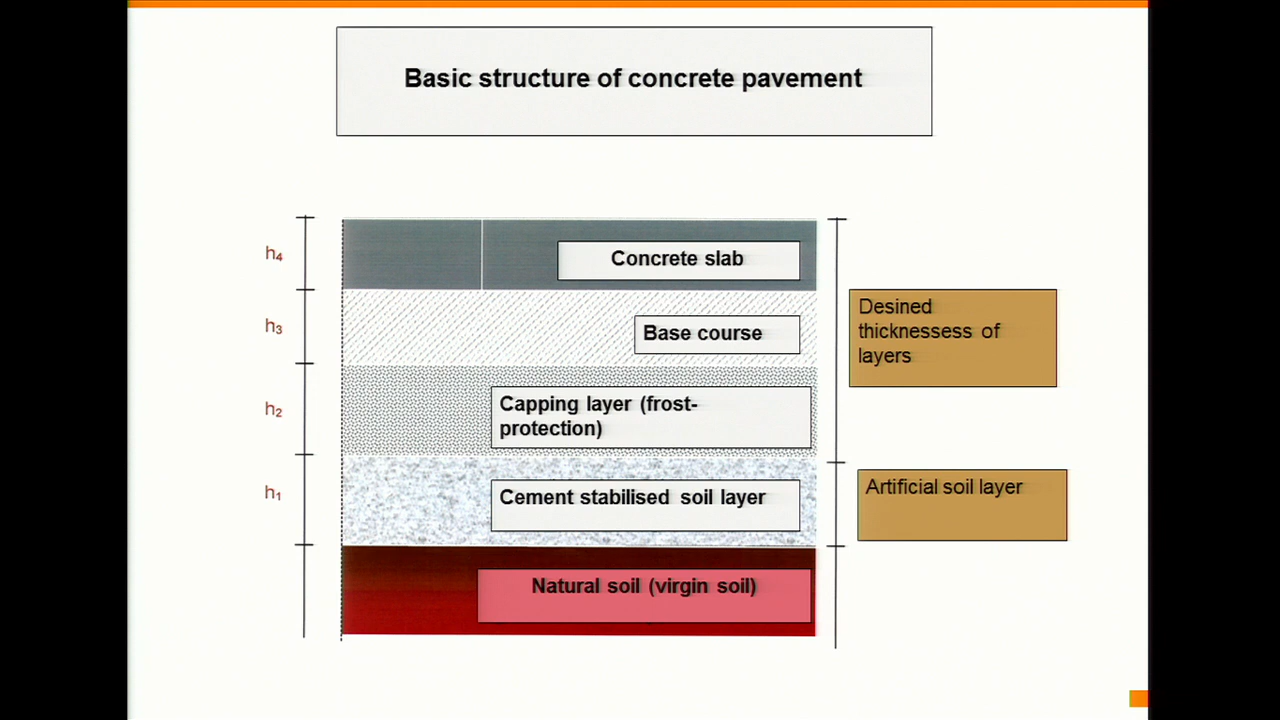 Basic structure of concrete pavement
h₄
Concrete slab
h₃
Base course
Desined
thicknessess of
layers
h₂
Capping layer (frost-
protection)
h₁
Cement stabilised soil layer
Artificial soil layer
Natural soil (virgin soil)